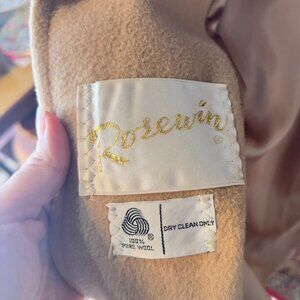 Rosewin
®
DRY CLEAN ONLY
®
100%
PURE WOOL